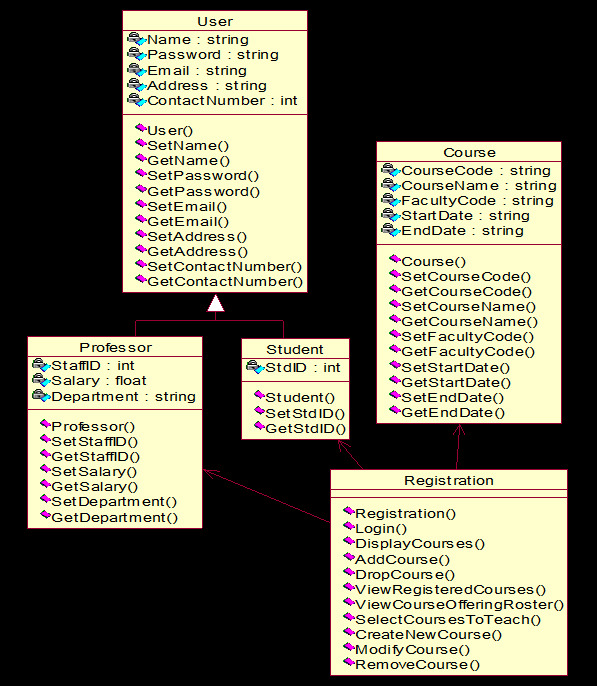 User
Name : string
Password : string
Email : string
Address : string
ContactNumber : int
User()
SetName()
GetName()
SetPassword()
GetPassword()
SetEmail()
GetEmail()
SetAddress()
GetAddress()
SetContactNumber()
GetContactNumber()
Course
CourseCode : string
CourseName : string
FacultyCode : string
StartDate : string
EndDate : string
Course()
SetCourseCode()
GetCourseCode()
SetCourseName()
GetCourseName()
SetFacultyCode()
GetFacultyCode()
SetStartDate()
GetStartDate()
SetEndDate()
GetEndDate()
Professor
StaffID : int
Salary : float
Department : string
Professor()
SetStaffID()
GetStaffID()
SetSalary()
GetSalary()
SetDepartment()
GetDepartment()
Student
StdID : int
Student()
SetStdID()
GetStdID()
Registration
Registration()
Login()
DisplayCourses()
AddCourse()
DropCourse()
ViewRegisteredCourses()
ViewCourseOfferingRoster()
SelectCoursesToTeach()
CreateNewCourse()
ModifyCourse()
RemoveCourse()